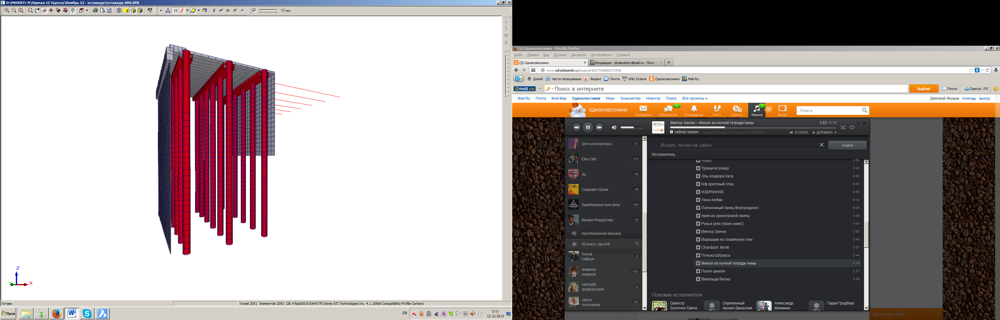 D:\PROEKTI-!!!\Причал 1Z Одесса\Ноябрь 13 - эстакада\эстакада-004.SPR
17 мм
Z
Y
X
Готово
Узлов 2051 Элементов 2093 (26.4 fps)ASUS EAH6770 Series ATI Technologies Inc. 4.1.10666 Compatibility Profile Context
Пуск
EN
2:11
12.12.2013
(2) Одноклассники - Mozilla Firefox
Файл Правка Вид Журнал Закладки Инструменты Справка
(2) Одноклассники
Входящие - diyakushev@mail.ru - Почт...
www.odnoklassniki.ru/music/artist/7536860373546
Домой Часто посещаемые Яндекс Почта GNU Octave Одноклассники Mail.Ru
@mail.ru Поиск в интернете Найти! Почта Одесса -3°C
Mail.Ru Почта Мой Мир Одноклассники Игры Знакомства Новости Поиск Все проекты
Дмитрий Якушев помощь выход
одноклассники
Сообщения Обсуждения 2 Оповещения Гости Оценки Музыка 1 Видео
Поиск
Виктор Зинчук – Менуэт из нотной тетради Анны 1:23 / 4:16
сейчас играет музыка от Андрей Смирнов 41133310057 в статус + добавить
Для корпоратива 51
Etno Old 112
dg 56
Слушают утром 49
Зарубежные поп-хиты 100
Время Рождества 25
прослушанная музыка
Музыка у друзей
Renat
Hafizov 8
марина
марина 167
НАТАЛИ
ВАЛЕВСКАЯ 4
света
постерняк 43
Искать песни на сайте Найти
Исполнитель
Adajio 3:50
Турецкое рондо 3:49
Эль кондора паса 3:00
К/ф крестный отец 6:06
ИЗБРАННОЕ 4:55
Тема любви 5:33
Полуночный танец благородного 5:25
Ария из оркестровой сюиты 4:39
Рука в руке (транс-микс) 4:54
Виктор Зинчук 2:52
Вариации на славянскую тем 2:48
Chardash. Monti 3:37
Полька Штрауса 2:44
Менуэт из нотной тетради Анны 4:16
Полет шмеля 2:27
Вивальди Весна 4:29
Похожие исполнители
Оркестр
Золотого Света
Скрипичный
проект-Династия
Александр
Малинин
Гарри Гродберг
Друзья на сайте 3